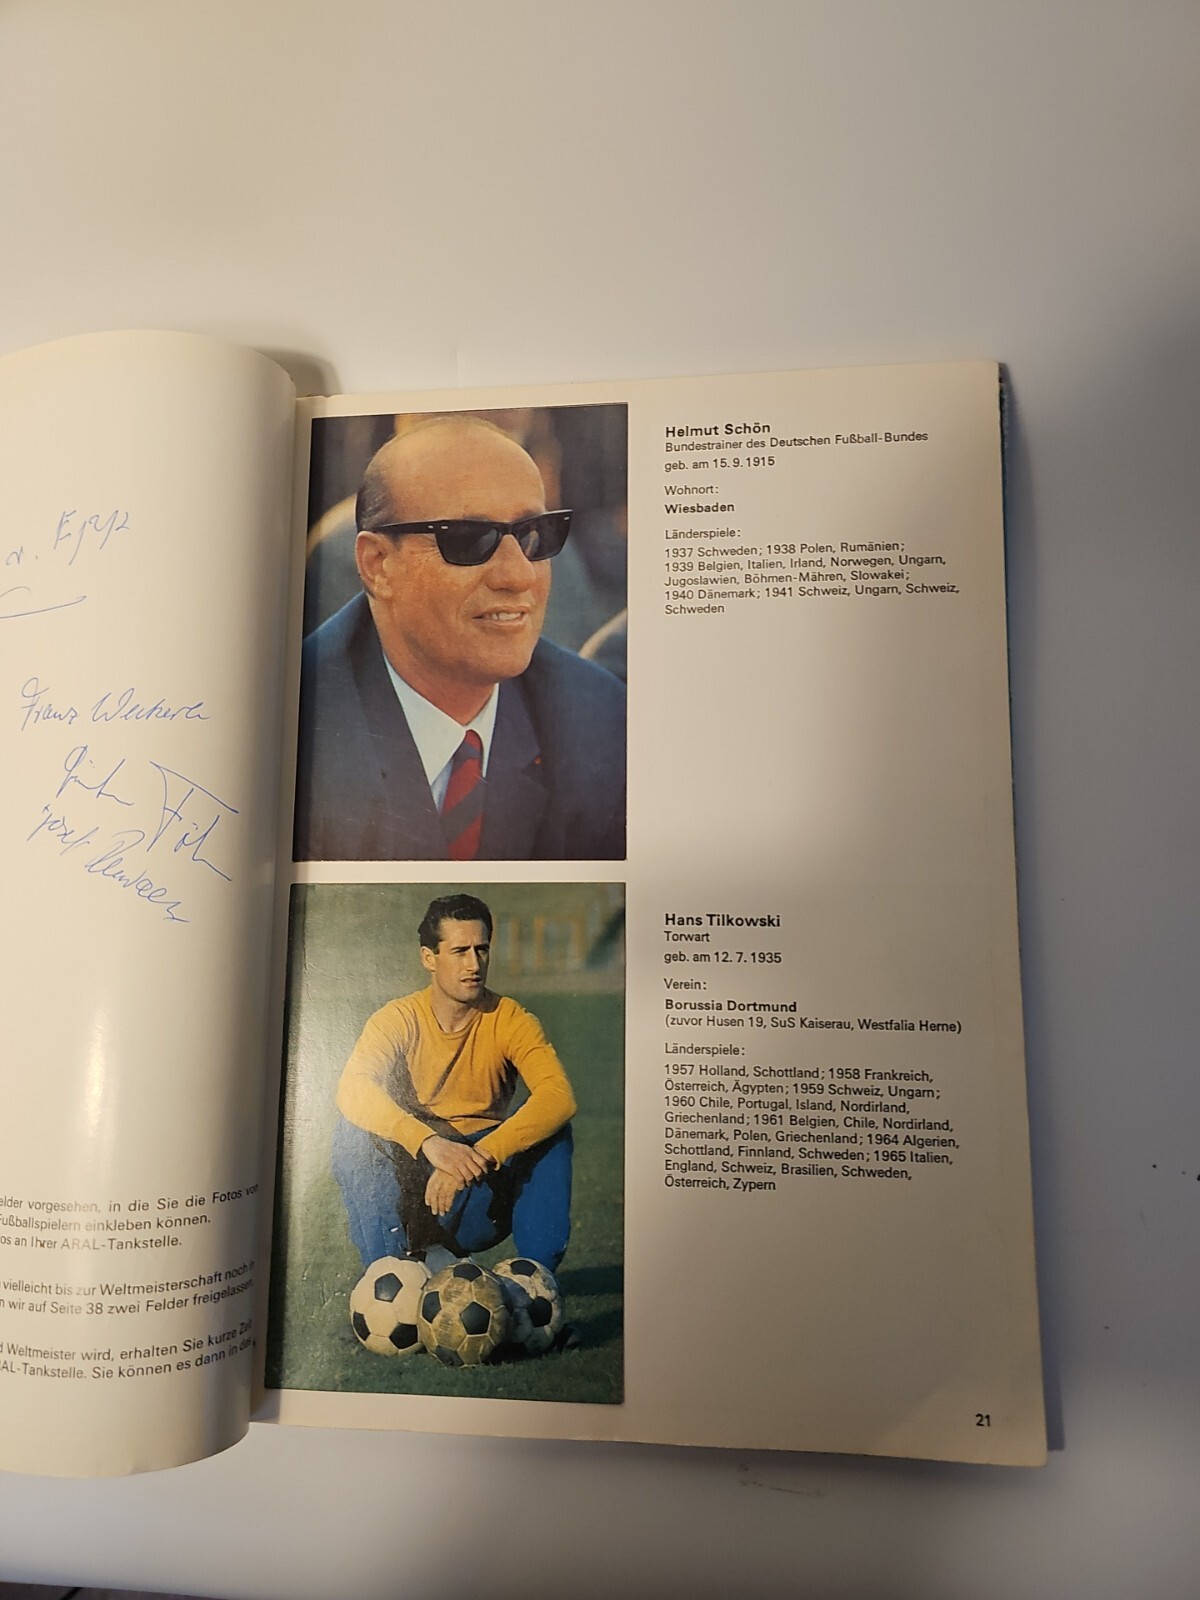 Franz
Josef
elder vorgesehen, in die Sie die Fotos von
Fußballspielern einkleben können.
os an Ihrer ARAL-Tankstelle.
vielleicht bis zur Weltmeisterschaft noch
n wir auf Seite 38 zwei Felder freigelassen.
d Weltmeister wird, erhalten Sie kurze Zeit
AL-Tankstelle. Sie können es dann in das
Helmut Schön
Bundestrainer des Deutschen Fußball-Bundes
geb. am 15. 9. 1915
Wohnort:
Wiesbaden
Länderspiele:
1937 Schweden; 1938 Polen, Rumänien;
1939 Belgien, Italien, Irland, Norwegen, Ungarn,
Jugoslawien, Böhmen-Mähren, Slowakei;
1940 Dänemark; 1941 Schweiz, Ungarn, Schweiz,
Schweden
Hans Tilkowski
Torwart
geb. am 12. 7. 1935
Verein:
Borussia Dortmund
(zuvor Husen 19, SuS Kaiserau, Westfalia Herne)
Länderspiele:
1957 Holland, Schottland; 1958 Frankreich,
Österreich, Ägypten; 1959 Schweiz, Ungarn;
1960 Chile, Portugal, Island, Nordirland,
Griechenland; 1961 Belgien, Chile, Nordirland,
Dänemark, Polen, Griechenland; 1964 Algerien,
Schottland, Finnland, Schweden; 1965 Italien,
England, Schweiz, Brasilien, Schweden,
Österreich, Zypern
21